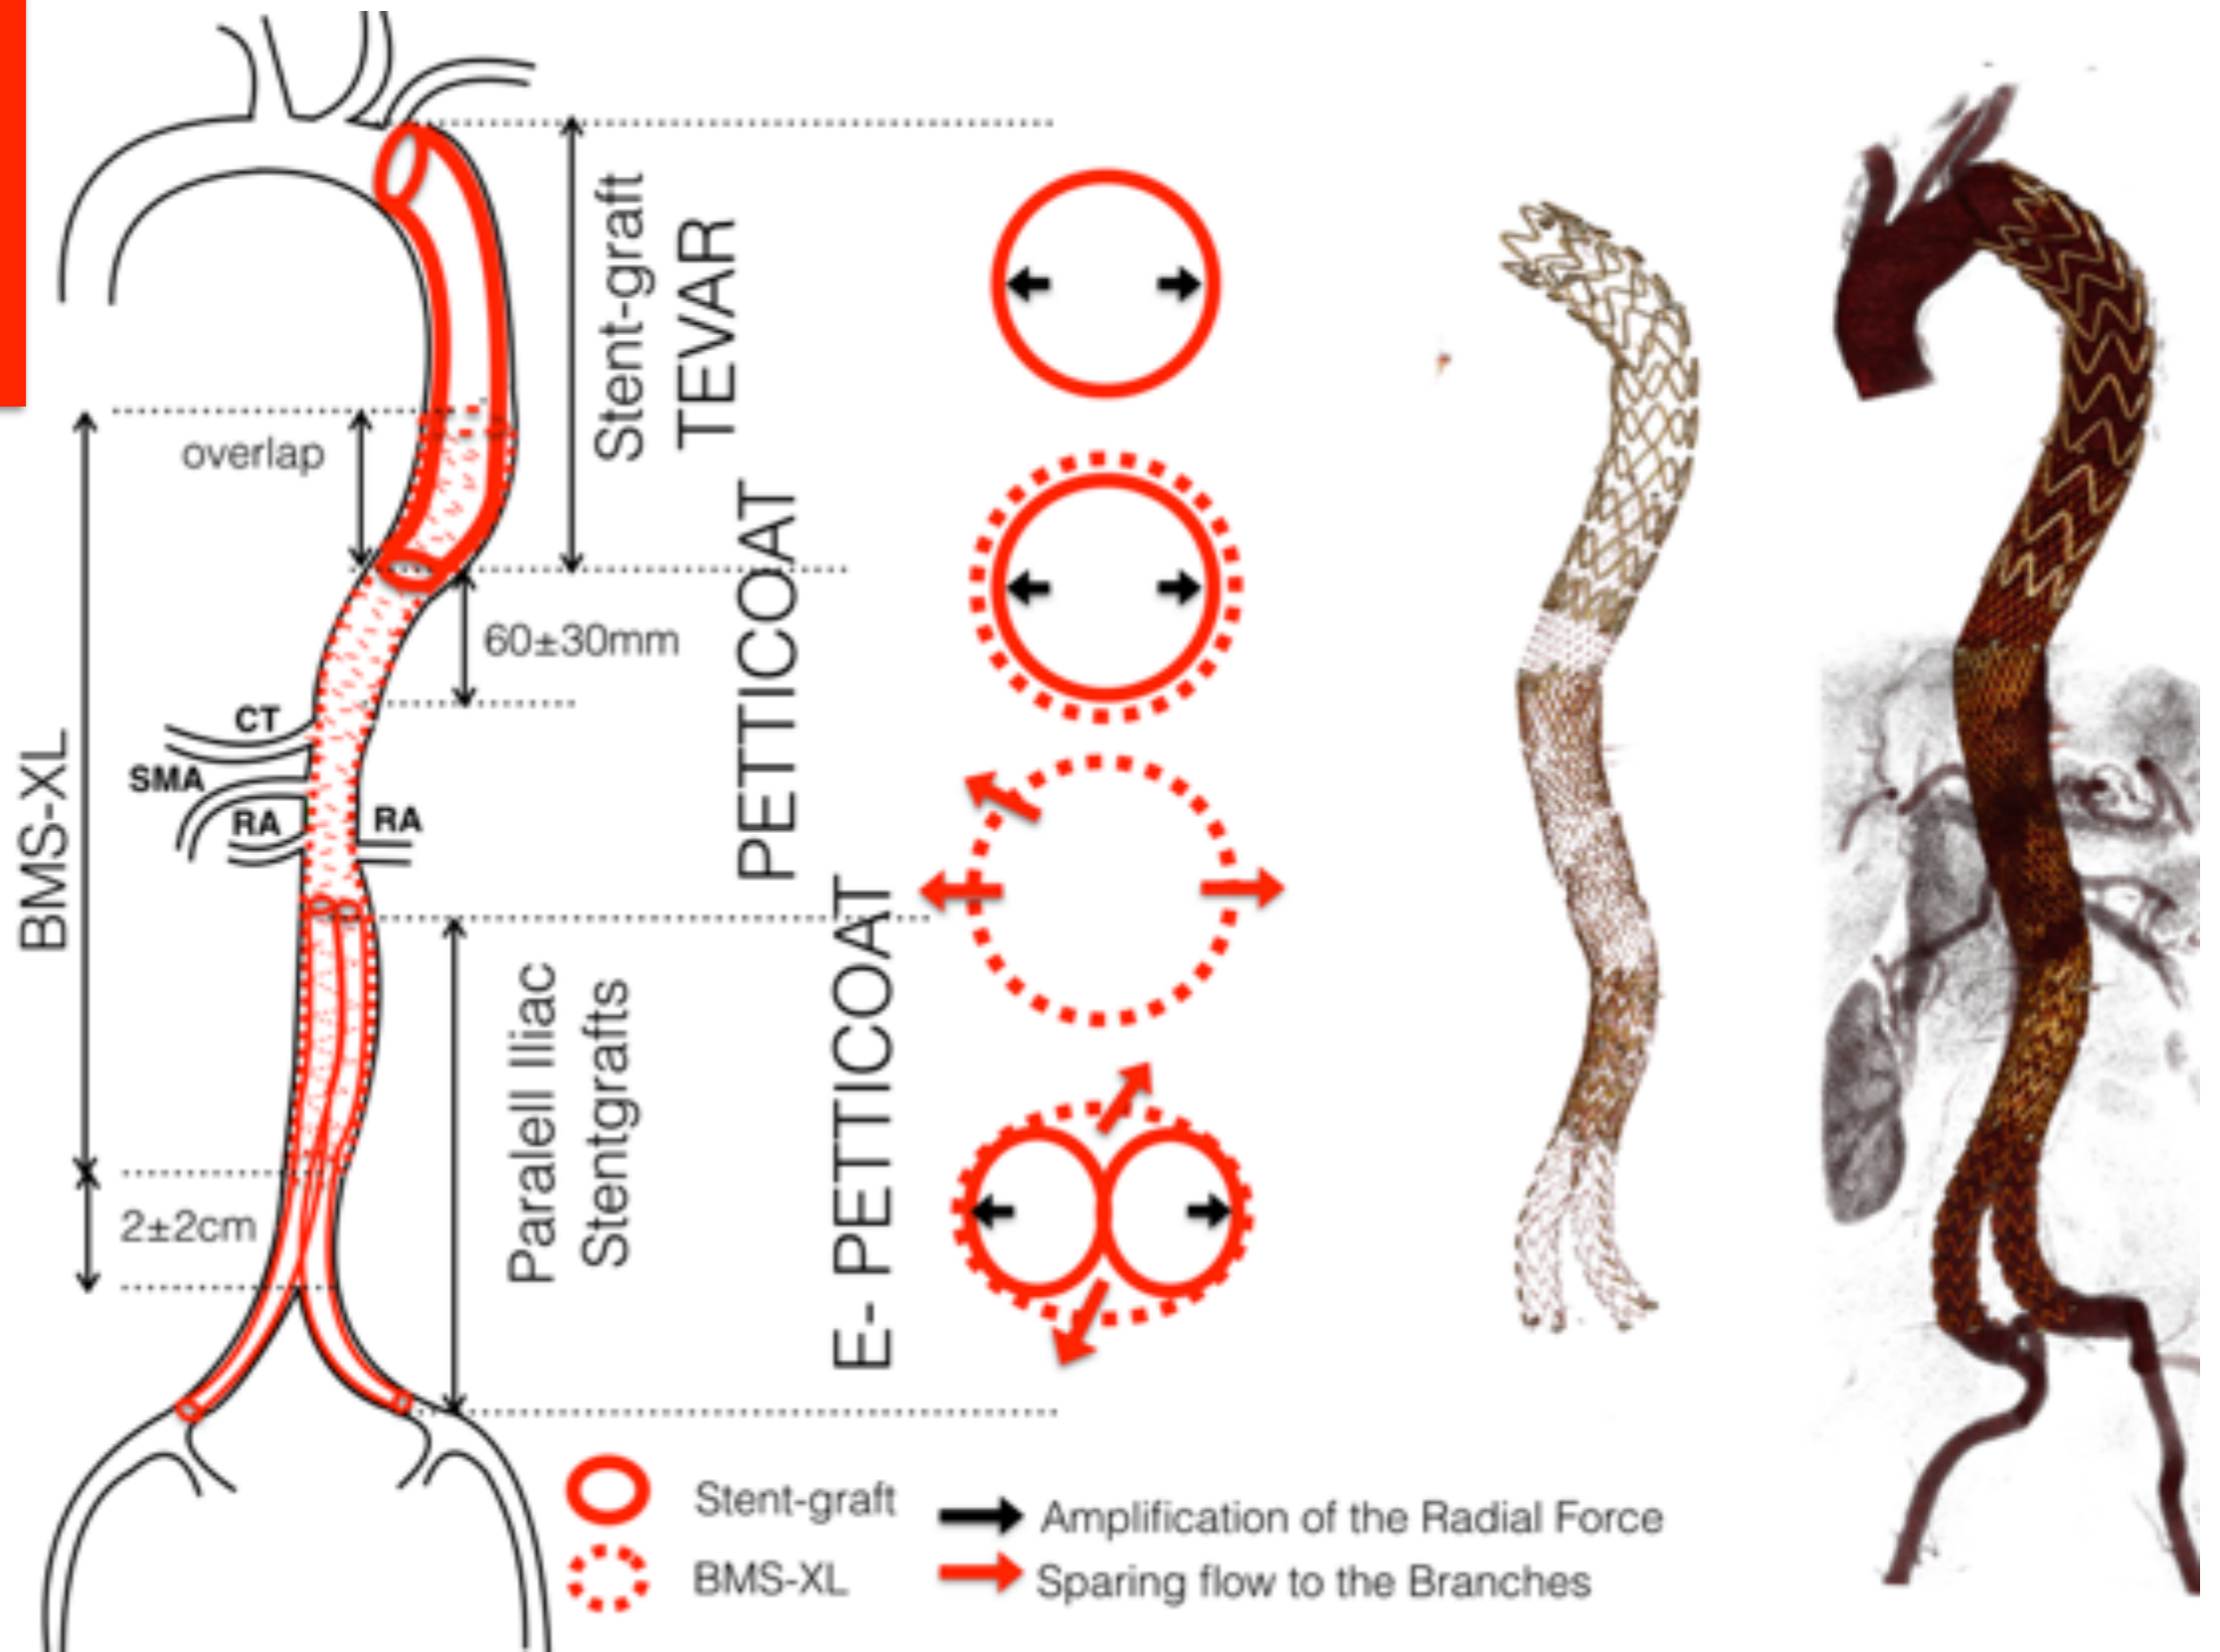 Stent-graft
TEVAR
overlap
60±30mm
PETTICOAT
CT
SMA
RA
RA
BMS-XL
Paralell Iliac
Stentgrafts
E- PETTICOAT
2±2cm
Stent-graft
Amplification of the Radial Force
BMS-XL
Sparing flow to the Branches